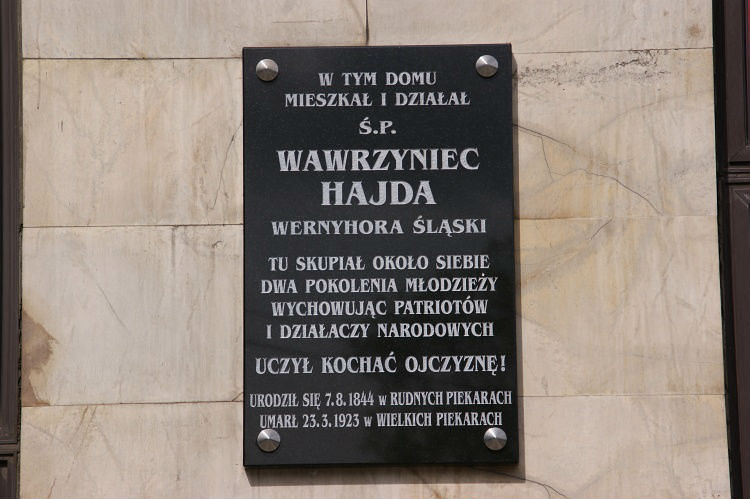 W TYM DOMU
MIESZKAŁ I DZIAŁAŁ
Ś.P.
WAWRZYNIEC
HAJDA
WERNYHORA ŚLĄSKI
TU SKUPIAŁ OKOŁO SIEBIE
DWA POKOLENIA MŁODZIEŻY
WYCHOWUJĄC PATRIOTÓW
I DZIAŁACZY NARODOWYCH
UCZYŁ KOCHAĆ OJCZYZNĘ!
URODZIŁ SIĘ 7.8.1844 w RUDNYCH PIEKARACH
UMARŁ 23.3.1923 w WIELKICH PIEKARACH